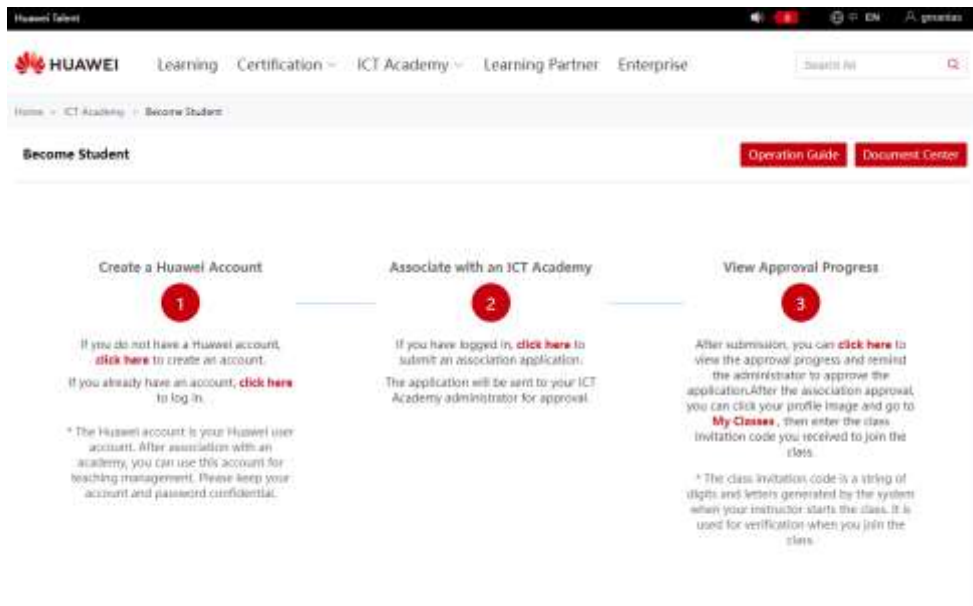 Huawei Talent
EN
HUAWEI Learning Certification ICT Academy Learning Partner Enterprise Search All
Home > ICT Academy > Become Student
Become Student
Operation Guide Document Center
Create a Huawei Account
1
If you do not have a Huawei account,
click here to create an account.
If you already have an account, click here
to log in.
* The Huawei account is your Huawei user
account. After association with an
academy, you can use this account for
teaching management. Please keep your
account and password confidential.
Associate with an ICT Academy
2
If you have logged in, click here to
submit an association application.
The application will be sent to your ICT
Academy administrator for approval.
View Approval Progress
3
After submission, you can click here to
view the approval progress and remind
the administrator to approve the
application.After the association approval,
you can click your profile image and go to
My Classes , then enter the class
invitation code you received to join the
class.
* The class invitation code is a string of
digits and letters generated by the system
when your instructor starts the class. It is
used for verification when you join the
class.